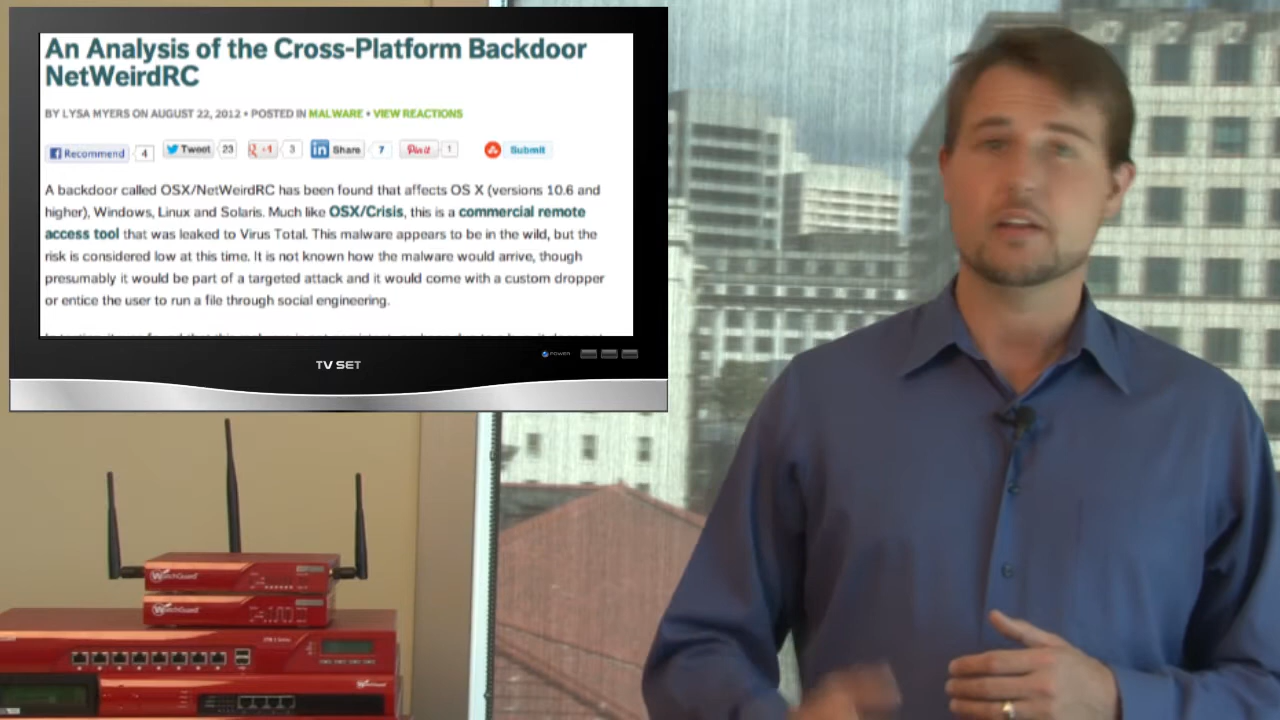 An Analysis of the Cross-Platform Backdoor
NetWeirdRC
BY LYSA MYERS ON AUGUST 22, 2012 • POSTED IN MALWARE • VIEW REACTIONS
Recommend 4 Tweet 23 +1 3 in Share 7 Pin it 1 Submit
A backdoor called OSX/NetWeirdRC has been found that affects OS X (versions 10.6 and
higher), Windows, Linux and Solaris. Much like OSX/Crisis, this is a commercial remote
access tool that was leaked to Virus Total. This malware appears to be in the wild, but the
risk is considered low at this time. It is not known how the malware would arrive, though
presumably it would be part of a targeted attack and it would come with a custom dropper
or entice the user to run a file through social engineering.
POWER
TV SET
WatchGuard
WatchGuard
WatchGuard